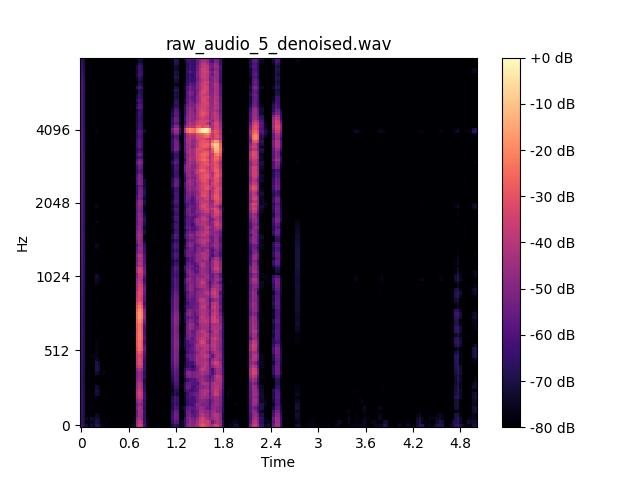 raw_audio_5_denoised.wav
Hz
4096
2048
1024
512
0
0 0.6 1.2 1.8 2.4 3 3.6 4.2 4.8
Time
+0 dB
-10 dB
-20 dB
-30 dB
-40 dB
-50 dB
-60 dB
-70 dB
-80 dB